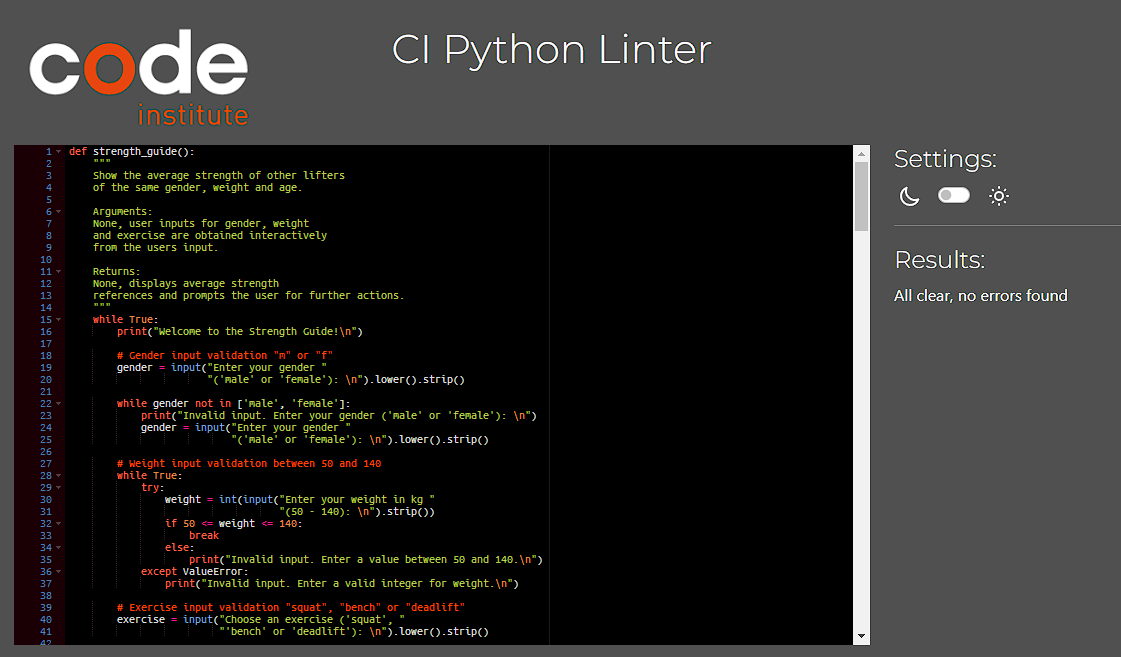 code
institute
CI Python Linter
1 def strength_guide():
2 """
3 Show the average strength of other lifters
4 of the same gender, weight and age.
5
6 Arguments:
7 None, user inputs for gender, weight
8 and exercise are obtained interactively
9 from the users input.
10
11 Returns:
12 None, displays average strength
13 references and prompts the user for further actions.
14 """
15 while True:
16 print("Welcome to the Strength Guide!\n")
17
18 # Gender input validation "m" or "f"
19 gender = input("Enter your gender "
20 "('male' or 'female'): \n").lower().strip()
21
22 while gender not in ['male', 'female']:
23 print("Invalid input. Enter your gender ('male' or 'female'): \n")
24 gender = input("Enter your gender "
25 "('male' or 'female'): \n").lower().strip()
26
27 # Weight input validation between 50 and 140
28 while True:
29 try:
30 weight = int(input("Enter your weight in kg "
31 "(50 - 140): \n").strip())
32 if 50 <= weight <= 140:
33 break
34 else:
35 print("Invalid input. Enter a value between 50 and 140.\n")
36 except ValueError:
37 print("Invalid input. Enter a valid integer for weight.\n")
38
39 # Exercise input validation "squat", "bench" or "deadlift"
40 exercise = input("Choose an exercise ('squat', "
41 "'bench' or 'deadlift'): \n").lower().strip()
42
Settings:
Results:
All clear, no errors found